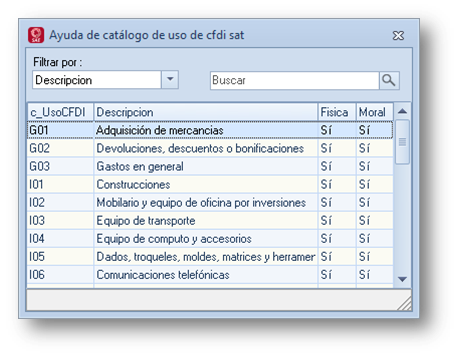 Ayuda de catálogo de uso de cfdi sat
Filtrar por :
Descripcion Buscar
c_UsoCFDI Descripcion Fisica Moral
G01 Adquisición de mercancias Sí Sí
G02 Devoluciones, descuentos o bonificaciones Sí Sí
G03 Gastos en general Sí Sí
I01 Construcciones Sí Sí
I02 Mobilario y equipo de oficina por inversiones Sí Sí
I03 Equipo de transporte Sí Sí
I04 Equipo de computo y accesorios Sí Sí
I05 Dados, troqueles, moldes, matrices y herramer Sí Sí
I06 Comunicaciones telefónicas Sí Sí